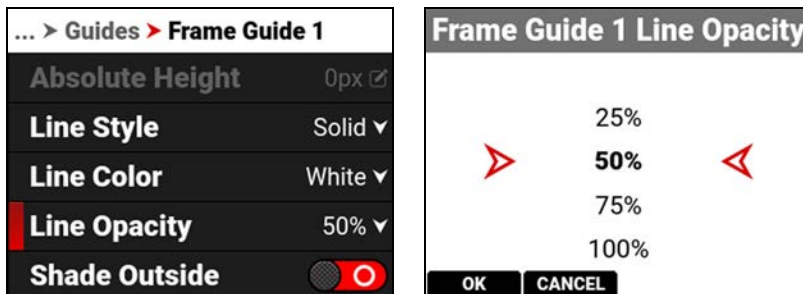 ... > Guides > Frame Guide 1
Absolute Height 0px
Line Style Solid
Line Color White
Line Opacity 50%
Shade Outside
Frame Guide 1 Line Opacity
25%
50%
75%
100%
OK CANCEL